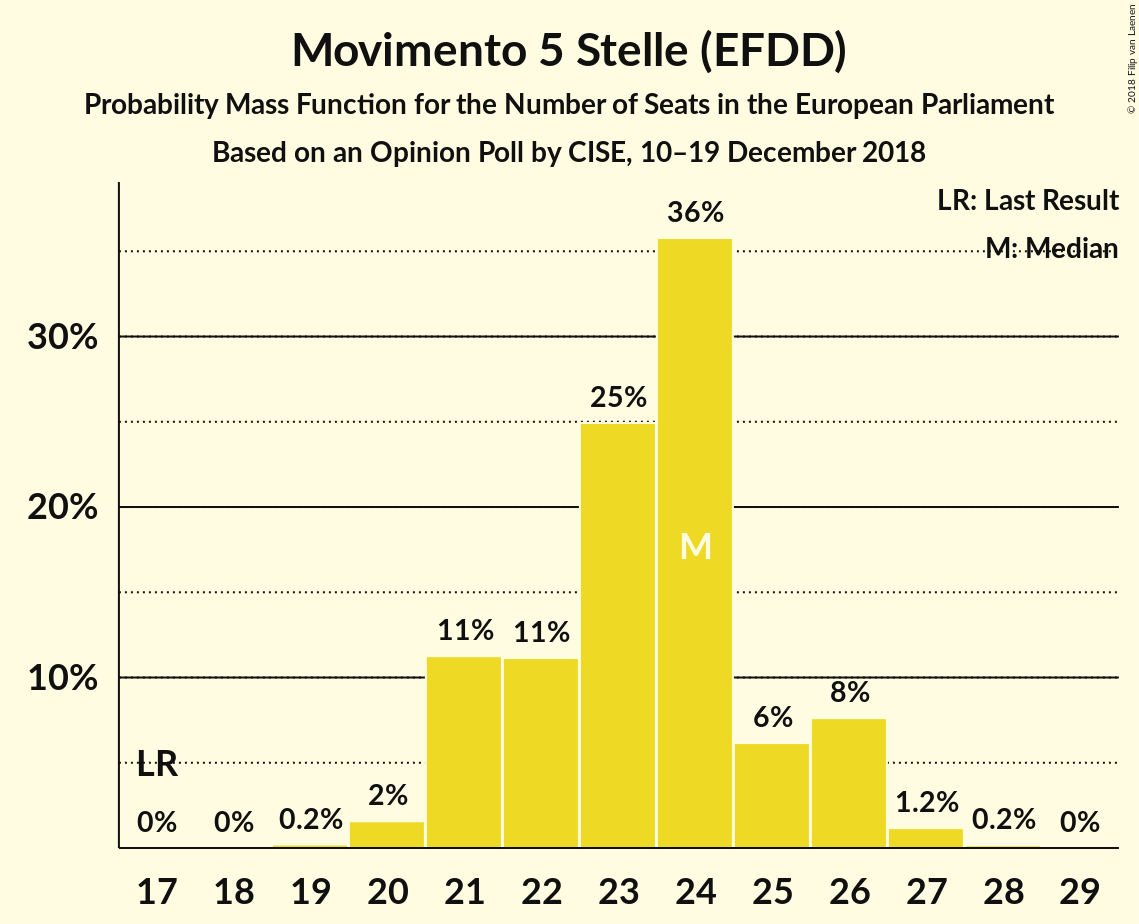 Movimento 5 Stelle (EFDD)
Probability Mass Function for the Number of Seats in the European Parliament
Based on an Opinion Poll by CISE, 10–19 December 2018
© 2018 Filip van Laenen
LR: Last Result
M: Median
36%
30%
25%
20%
M
11%
11%
10%
8%
6%
LR
2%
1.2%
0%
0%
0.2%
0.2%
0%
17 18 19 20 21 22 23 24 25 26 27 28 29